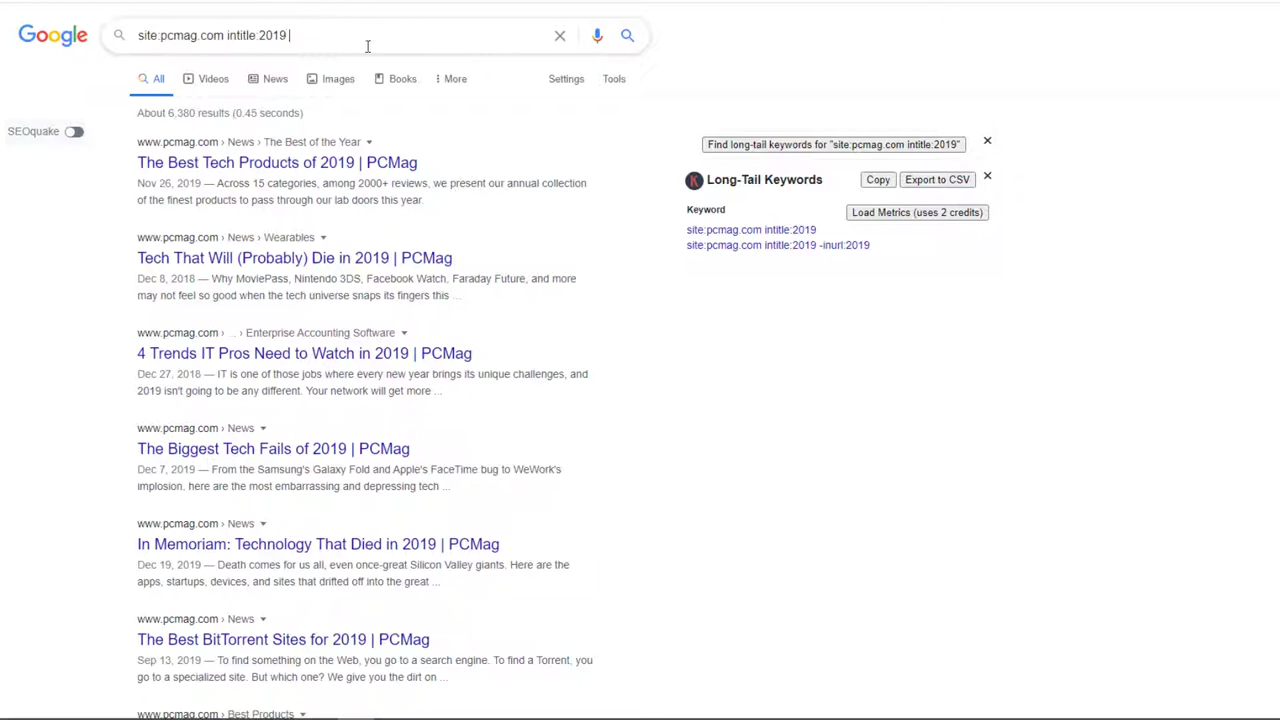 Google
site:pcmag.com intitle:2019
All Videos News Images Books More Settings Tools
About 6,380 results (0.45 seconds)
SEOquake
www.pcmag.com › News › The Best of the Year
The Best Tech Products of 2019 | PCMag
Nov 26, 2019 — Across 15 categories, among 2000+ reviews, we present our annual collection
of the finest products to pass through our lab doors this year.
www.pcmag.com › News › Wearables
Tech That Will (Probably) Die in 2019 | PCMag
Dec 8, 2018 — Why MoviePass, Nintendo 3DS, Facebook Watch, Faraday Future, and more
may not feel so good when the tech universe snaps its fingers this ...
www.pcmag.com › ... › Enterprise Accounting Software
4 Trends IT Pros Need to Watch in 2019 | PCMag
Dec 27, 2018 — IT is one of those jobs where every new year brings its unique challenges, and
2019 isn't going to be any different. Your network will get more ...
www.pcmag.com › News
The Biggest Tech Fails of 2019 | PCMag
Dec 7, 2019 — From the Samsung's Galaxy Fold and Apple's FaceTime bug to WeWork's
implosion, here are the most embarrassing and depressing tech ...
www.pcmag.com › News
In Memoriam: Technology That Died in 2019 | PCMag
Dec 19, 2019 — Death comes for us all, even once-great Silicon Valley giants. Here are the
apps, startups, devices, and sites that drifted off into the great ...
www.pcmag.com › News
The Best BitTorrent Sites for 2019 | PCMag
Sep 13, 2019 — To find something on the Web, you go to a search engine. To find a Torrent, you
go to a specialized site. But which one? We give you the dirt on ...
www.pcmag.com › Best Products
Find long-tail keywords for "site:pcmag.com intitle:2019"
K Long-Tail Keywords Copy Export to CSV
Keyword Load Metrics (uses 2 credits)
site:pcmag.com intitle:2019
site:pcmag.com intitle:2019 -inurl:2019